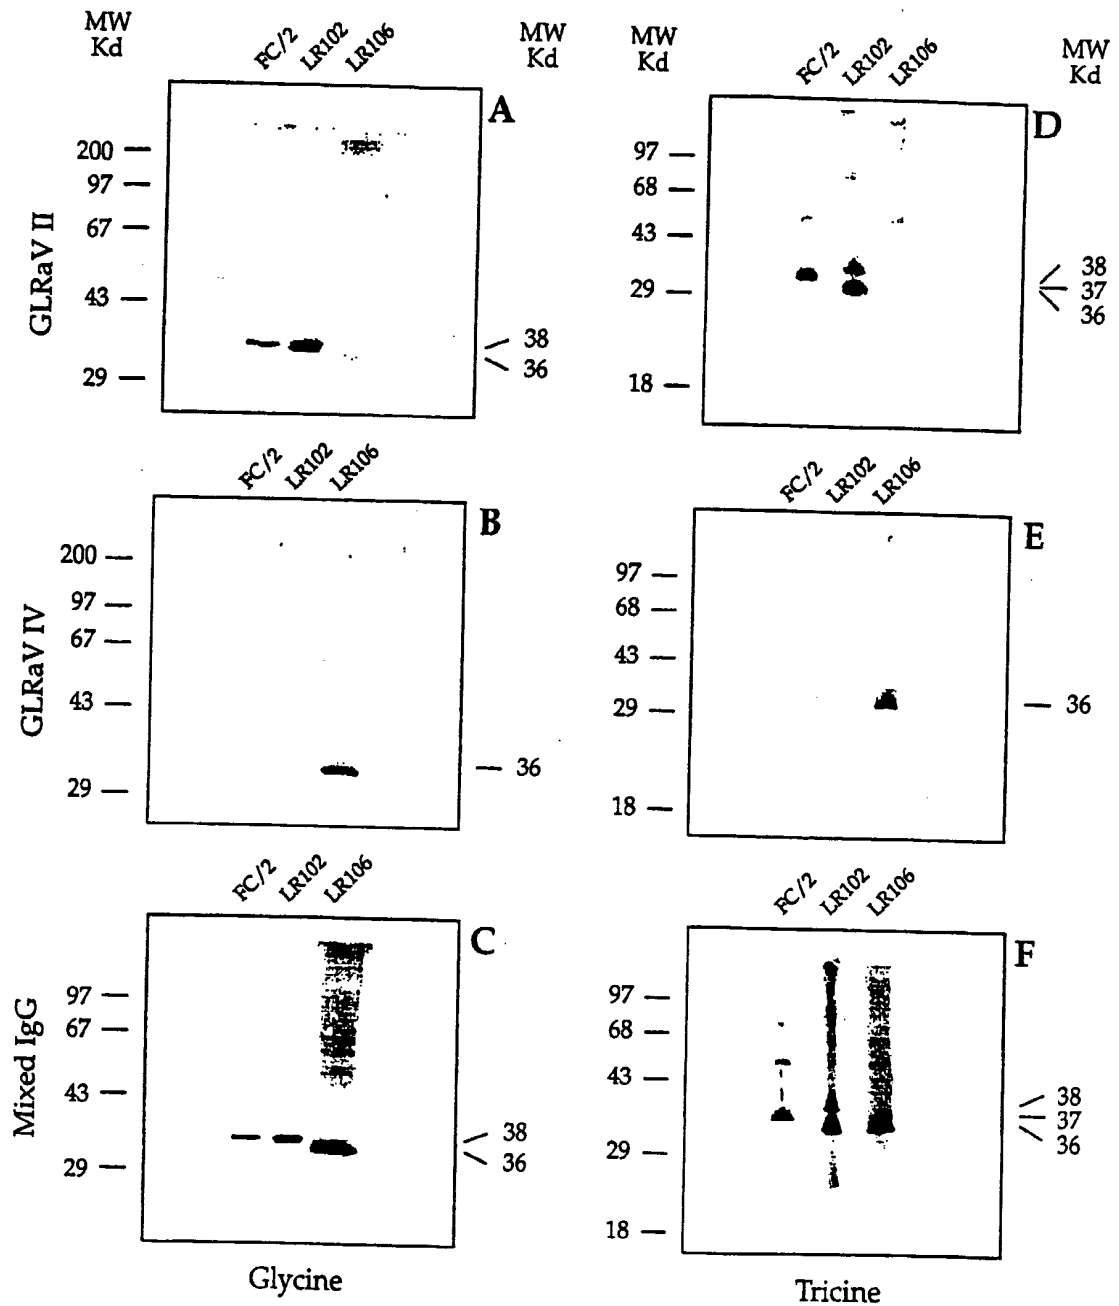 MW
Kd
FC/2
LR102
LR106
MW
Kd
GLRaV II
200
97
67
43
29
A
38
36
MW
Kd
FC/2
LR102
LR106
MW
Kd
97
68
43
29
18
D
38
37
36
FC/2
LR102
LR106
GLRaV IV
200
97
67
43
29
B
36
FC/2
LR102
LR106
97
68
43
29
18
E
36
FC/2
LR102
LR106
Mixed IgG
97
67
43
29
C
38
36
Glycine
FC/2
LR102
LR106
97
68
43
29
18
F
38
37
36
Tricine